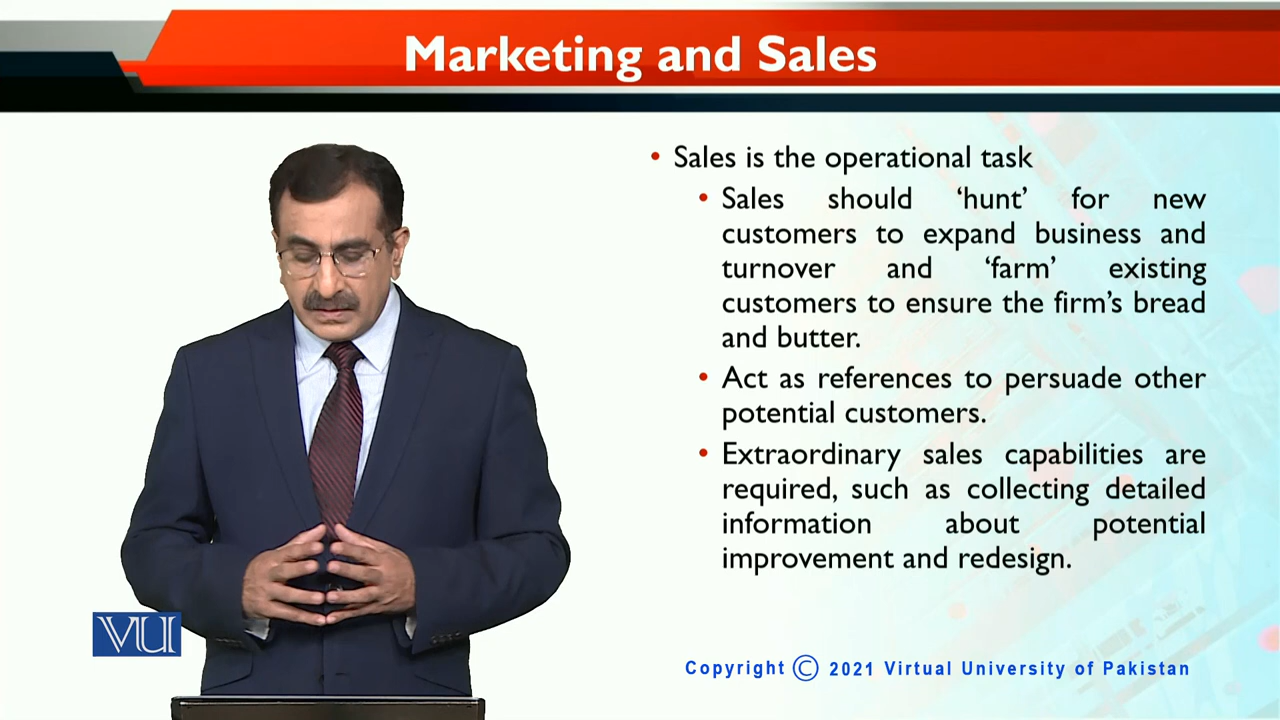 Marketing and Sales
• Sales is the operational task
• Sales should ‘hunt’ for new
customers to expand business and
turnover and ‘farm’ existing
customers to ensure the firm’s bread
and butter.
• Act as references to persuade other
potential customers.
• Extraordinary sales capabilities are
required, such as collecting detailed
information about potential
improvement and redesign.
VU
Copyright © 2021 Virtual University of Pakistan